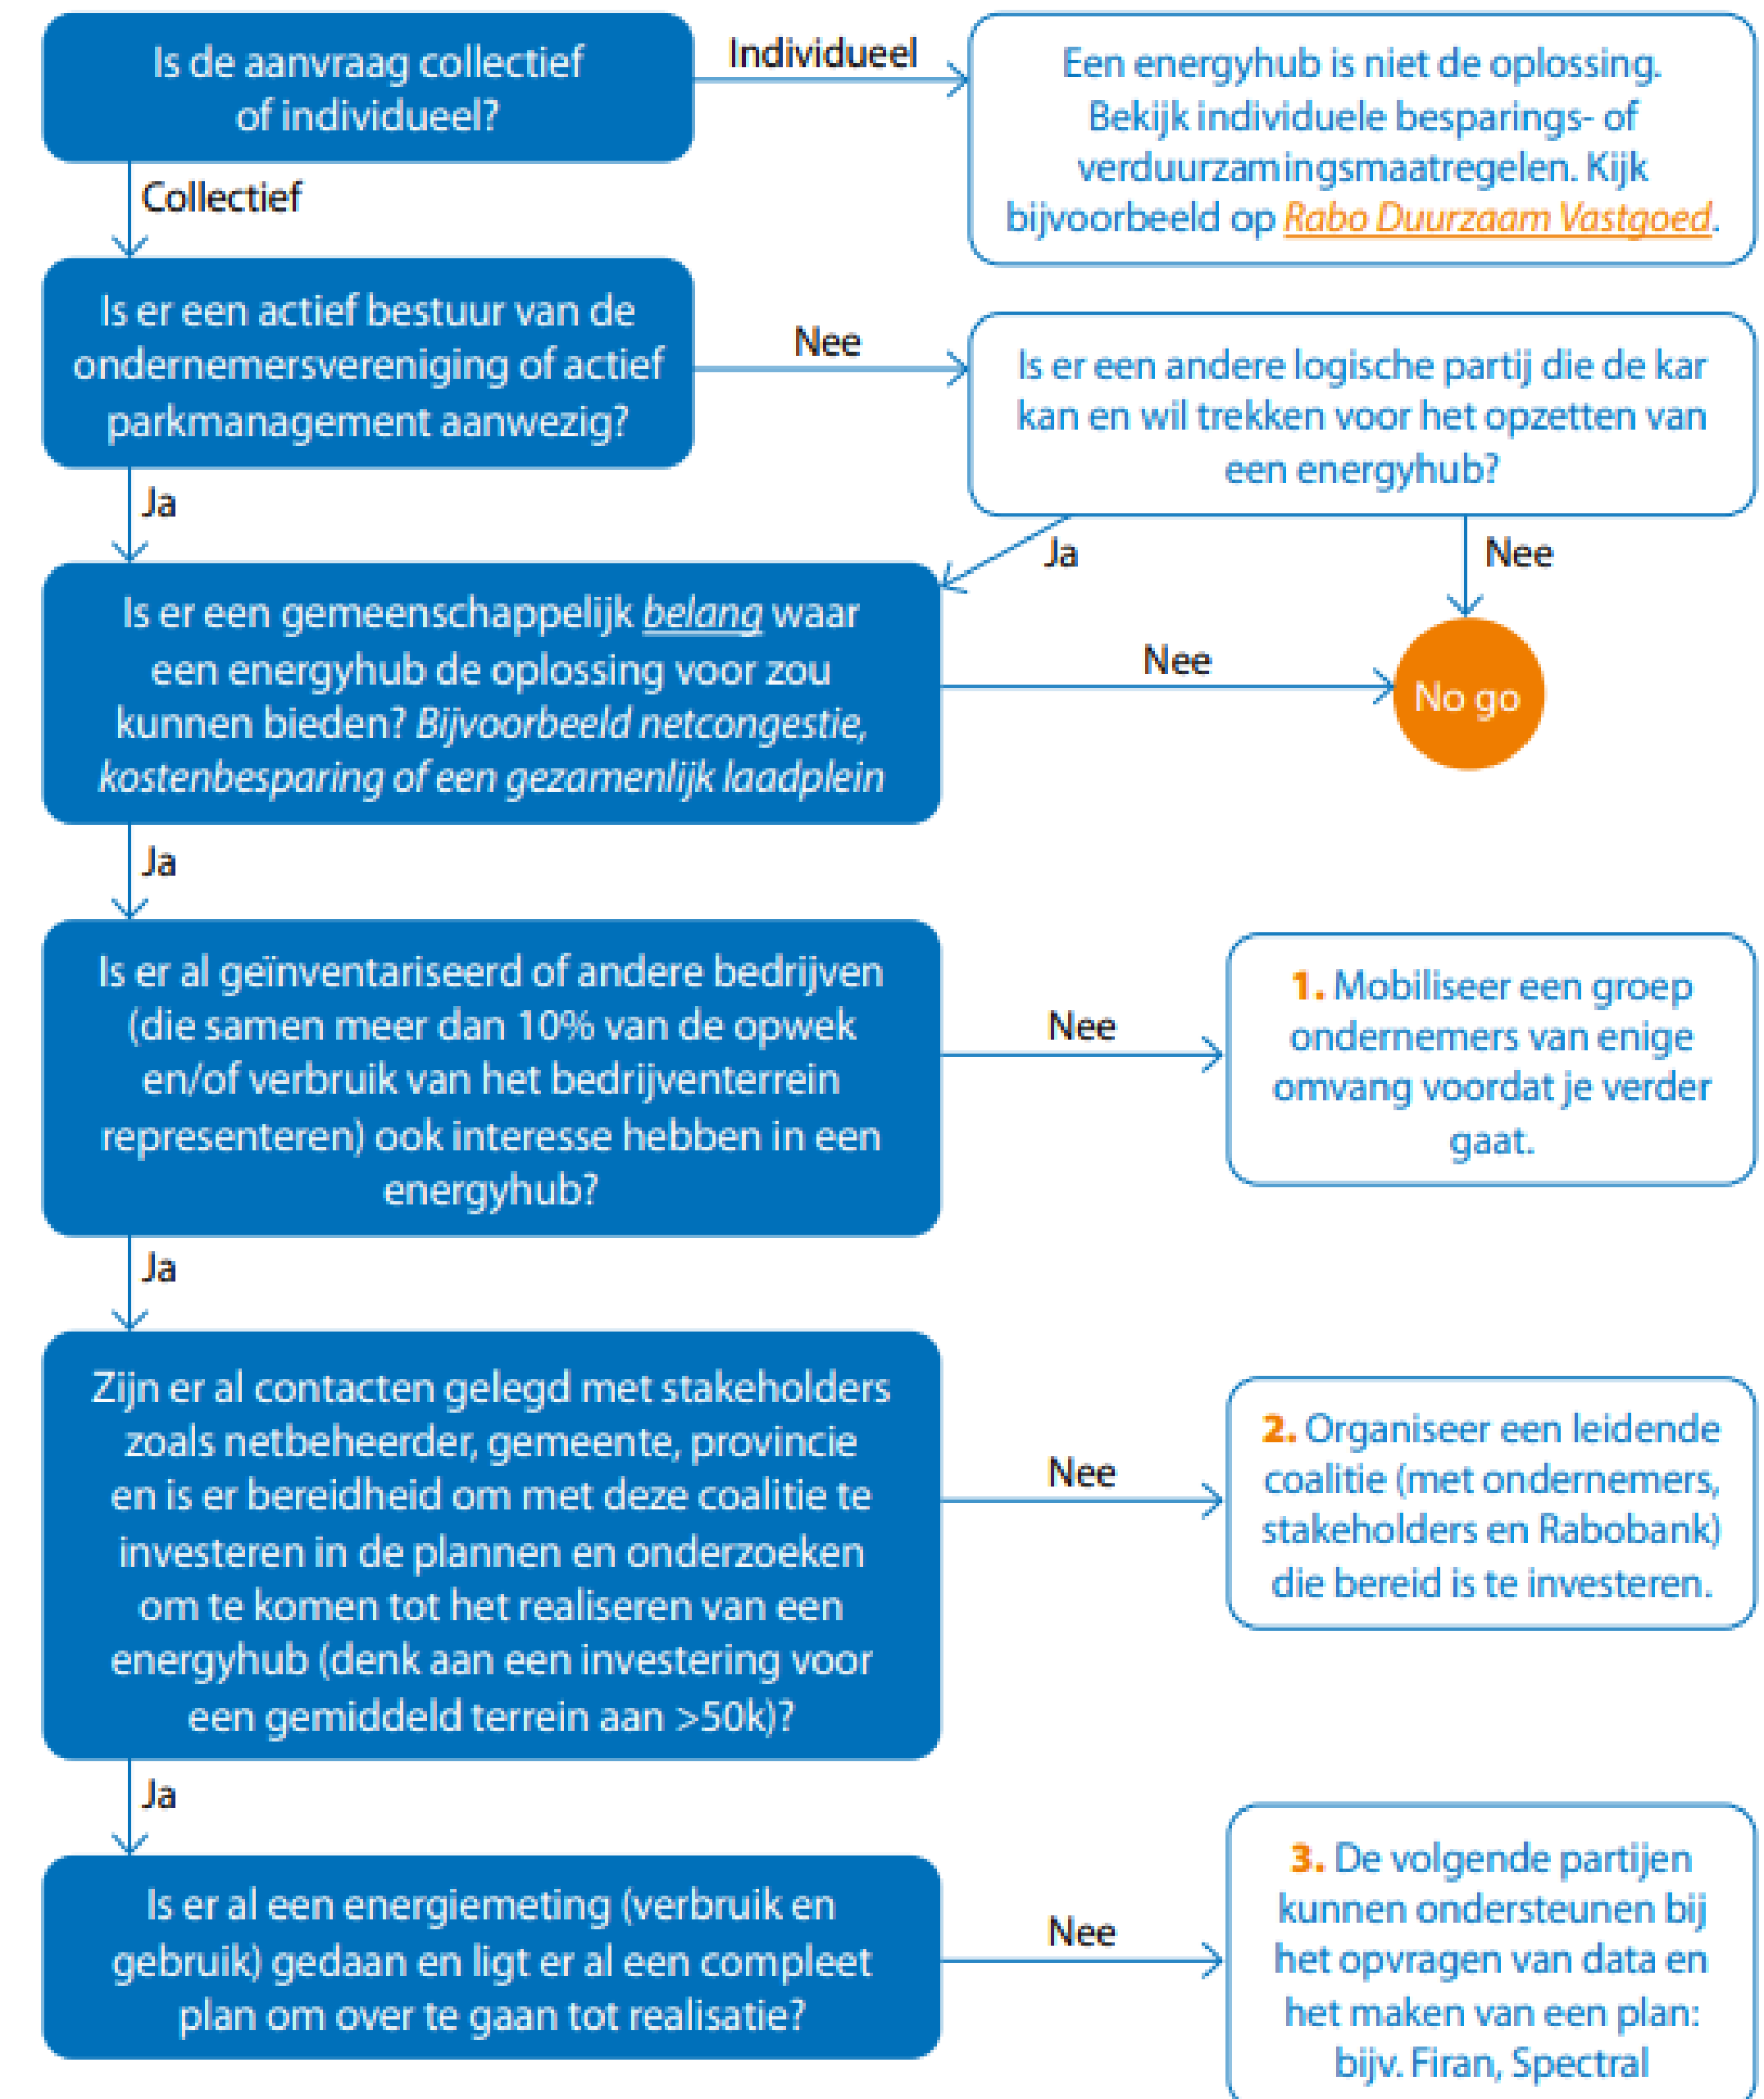 Is de aanvraag collectief
of individueel?
Individueel
Een energyhub is niet de oplossing.
Bekijk individuele besparings- of
verduurzamingsmaatregelen. Kijk
bijvoorbeeld op Rabo Duurzaam Vastgoed.
Collectief
Is er een actief bestuur van de
ondernemersvereniging of actief
parkmanagement aanwezig?
Nee
Is er een andere logische partij die de kar
kan en wil trekken voor het opzetten van
een energyhub?
Ja
Ja
Nee
Is er een gemeenschappelijk belang waar
een energyhub de oplossing voor zou
kunnen bieden? Bijvoorbeeld netcongestie,
kostenbesparing of een gezamenlijk laadplein
Nee
No go
Ja
Is er al geïnventariseerd of andere bedrijven
(die samen meer dan 10% van de opwek
en/of verbruik van het bedrijventerrein
representeren) ook interesse hebben in een
energyhub?
Nee
1. Mobiliseer een groep
ondernemers van enige
omvang voordat je verder
gaat.
Ja
Zijn er al contacten gelegd met stakeholders
zoals netbeheerder, gemeente, provincie
en is er bereidheid om met deze coalitie te
investeren in de plannen en onderzoeken
om te komen tot het realiseren van een
energyhub (denk aan een investering voor
een gemiddeld terrein aan >50k)?
Nee
2. Organiseer een leidende
coalitie (met ondernemers,
stakeholders en Rabobank)
die bereid is te investeren.
Ja
Is er al een energiemeting (verbruik en
gebruik) gedaan en ligt er al een compleet
plan om over te gaan tot realisatie?
Nee
3. De volgende partijen
kunnen ondersteunen bij
het opvragen van data en
het maken van een plan:
bijv. Firan, Spectral